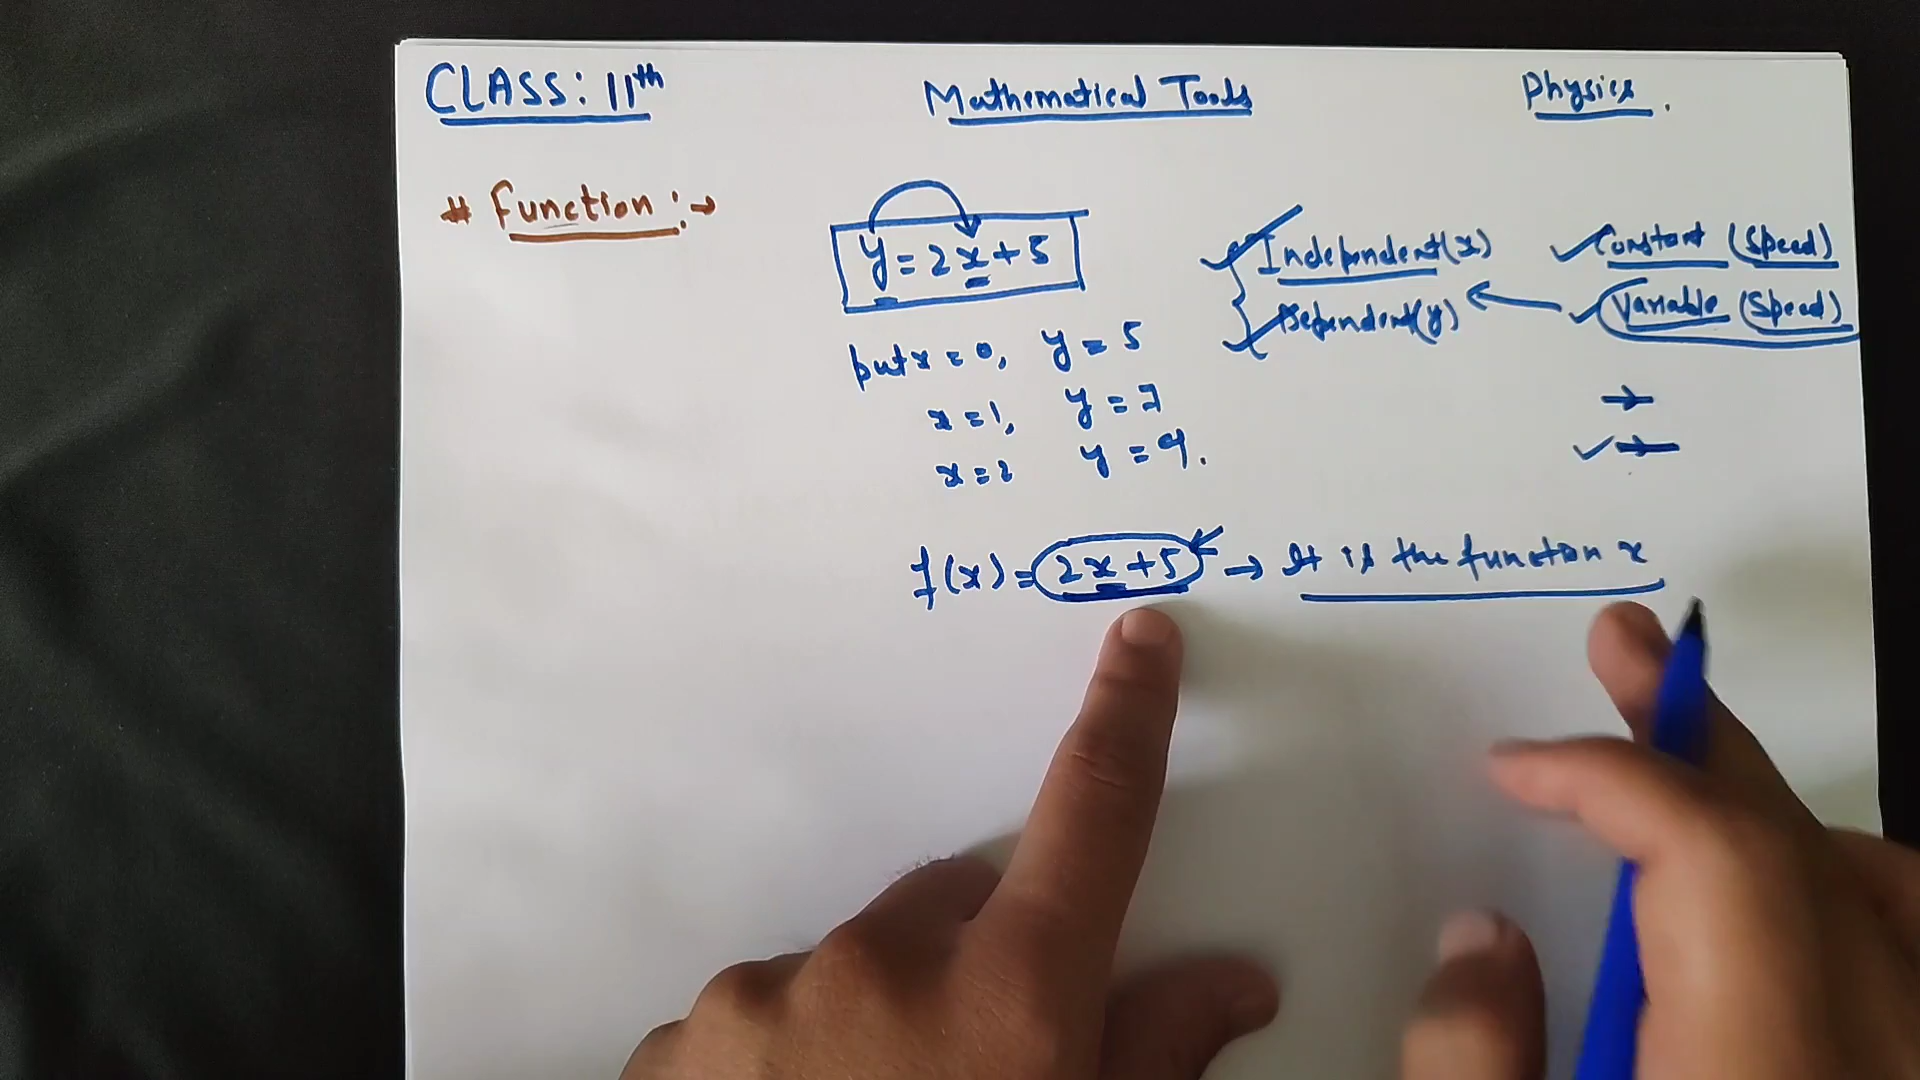 CLASS: 11th Mathematical Tools Physics.
# Function :→
y = 2x + 5
Independent(x)
Dependent(y)
Constant (Speed)
Variable (Speed)
put x = 0, y = 5
x = 1, y = 7
x = 2 y = 9.
f(x) = 2x + 5 → It is the function x